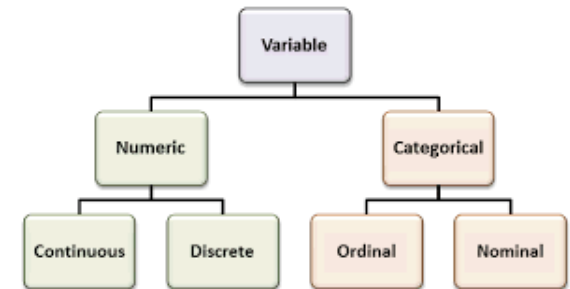 Variable
Numeric
Categorical
Continuous
Discrete
Ordinal
Nominal